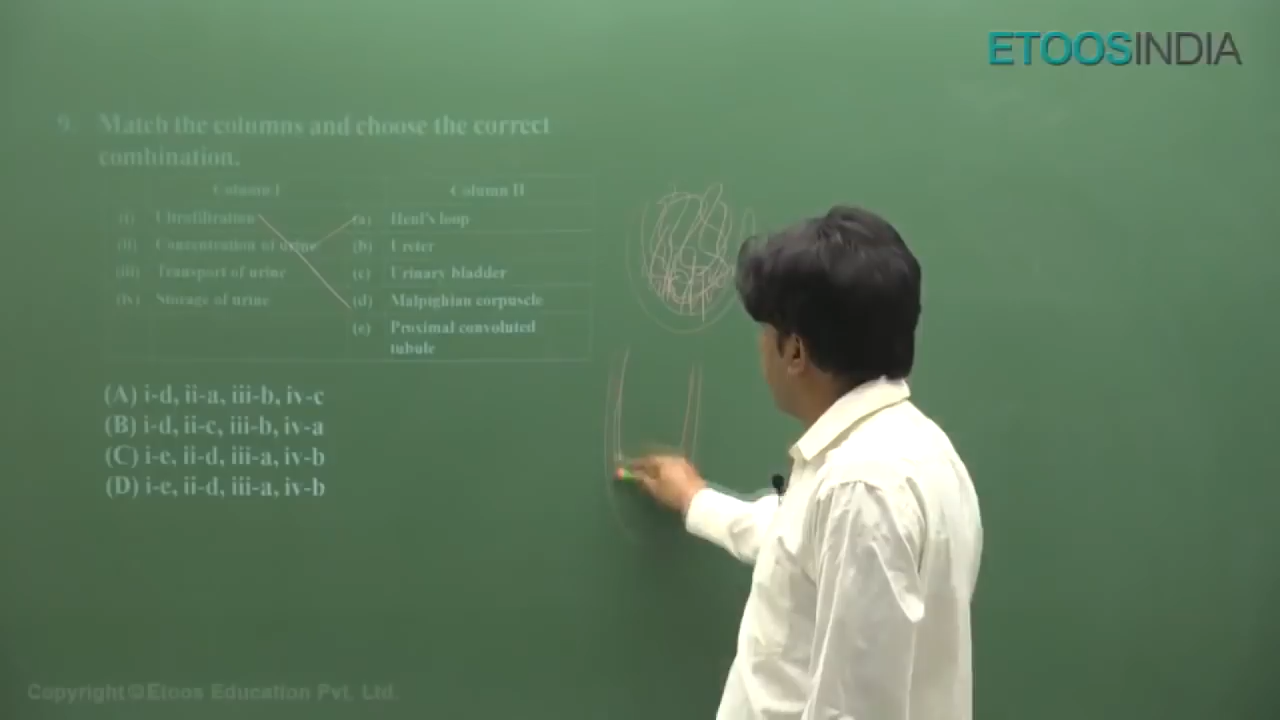 ETOOSINDIA
9. Match the columns and choose the correct
combination.
Column I Column II
(i) Ultrafiltration (a) Henl's loop
(ii) Concentration of urine (b) Ureter
(iii) Transport of urine (c) Urinary bladder
(iv) Storage of urine (d) Malpighian corpuscle
(e) Proximal convoluted
tubule
(A) i-d, ii-a, iii-b, iv-c
(B) i-d, ii-c, iii-b, iv-a
(C) i-e, ii-d, iii-a, iv-b
(D) i-e, ii-d, iii-a, iv-b
Copyright©Etoos Education Pvt. Ltd.